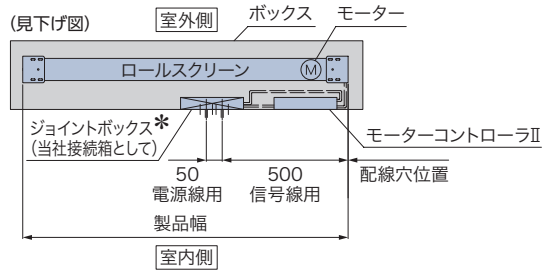 (見下げ図)
室外側
ボックス
モーター
ロールスクリーン
M
ジョイントボックス*
(当社接続箱として)
モーターコントローラⅡ
50
電源線用
500
信号線用
配線穴位置
製品幅
室内側